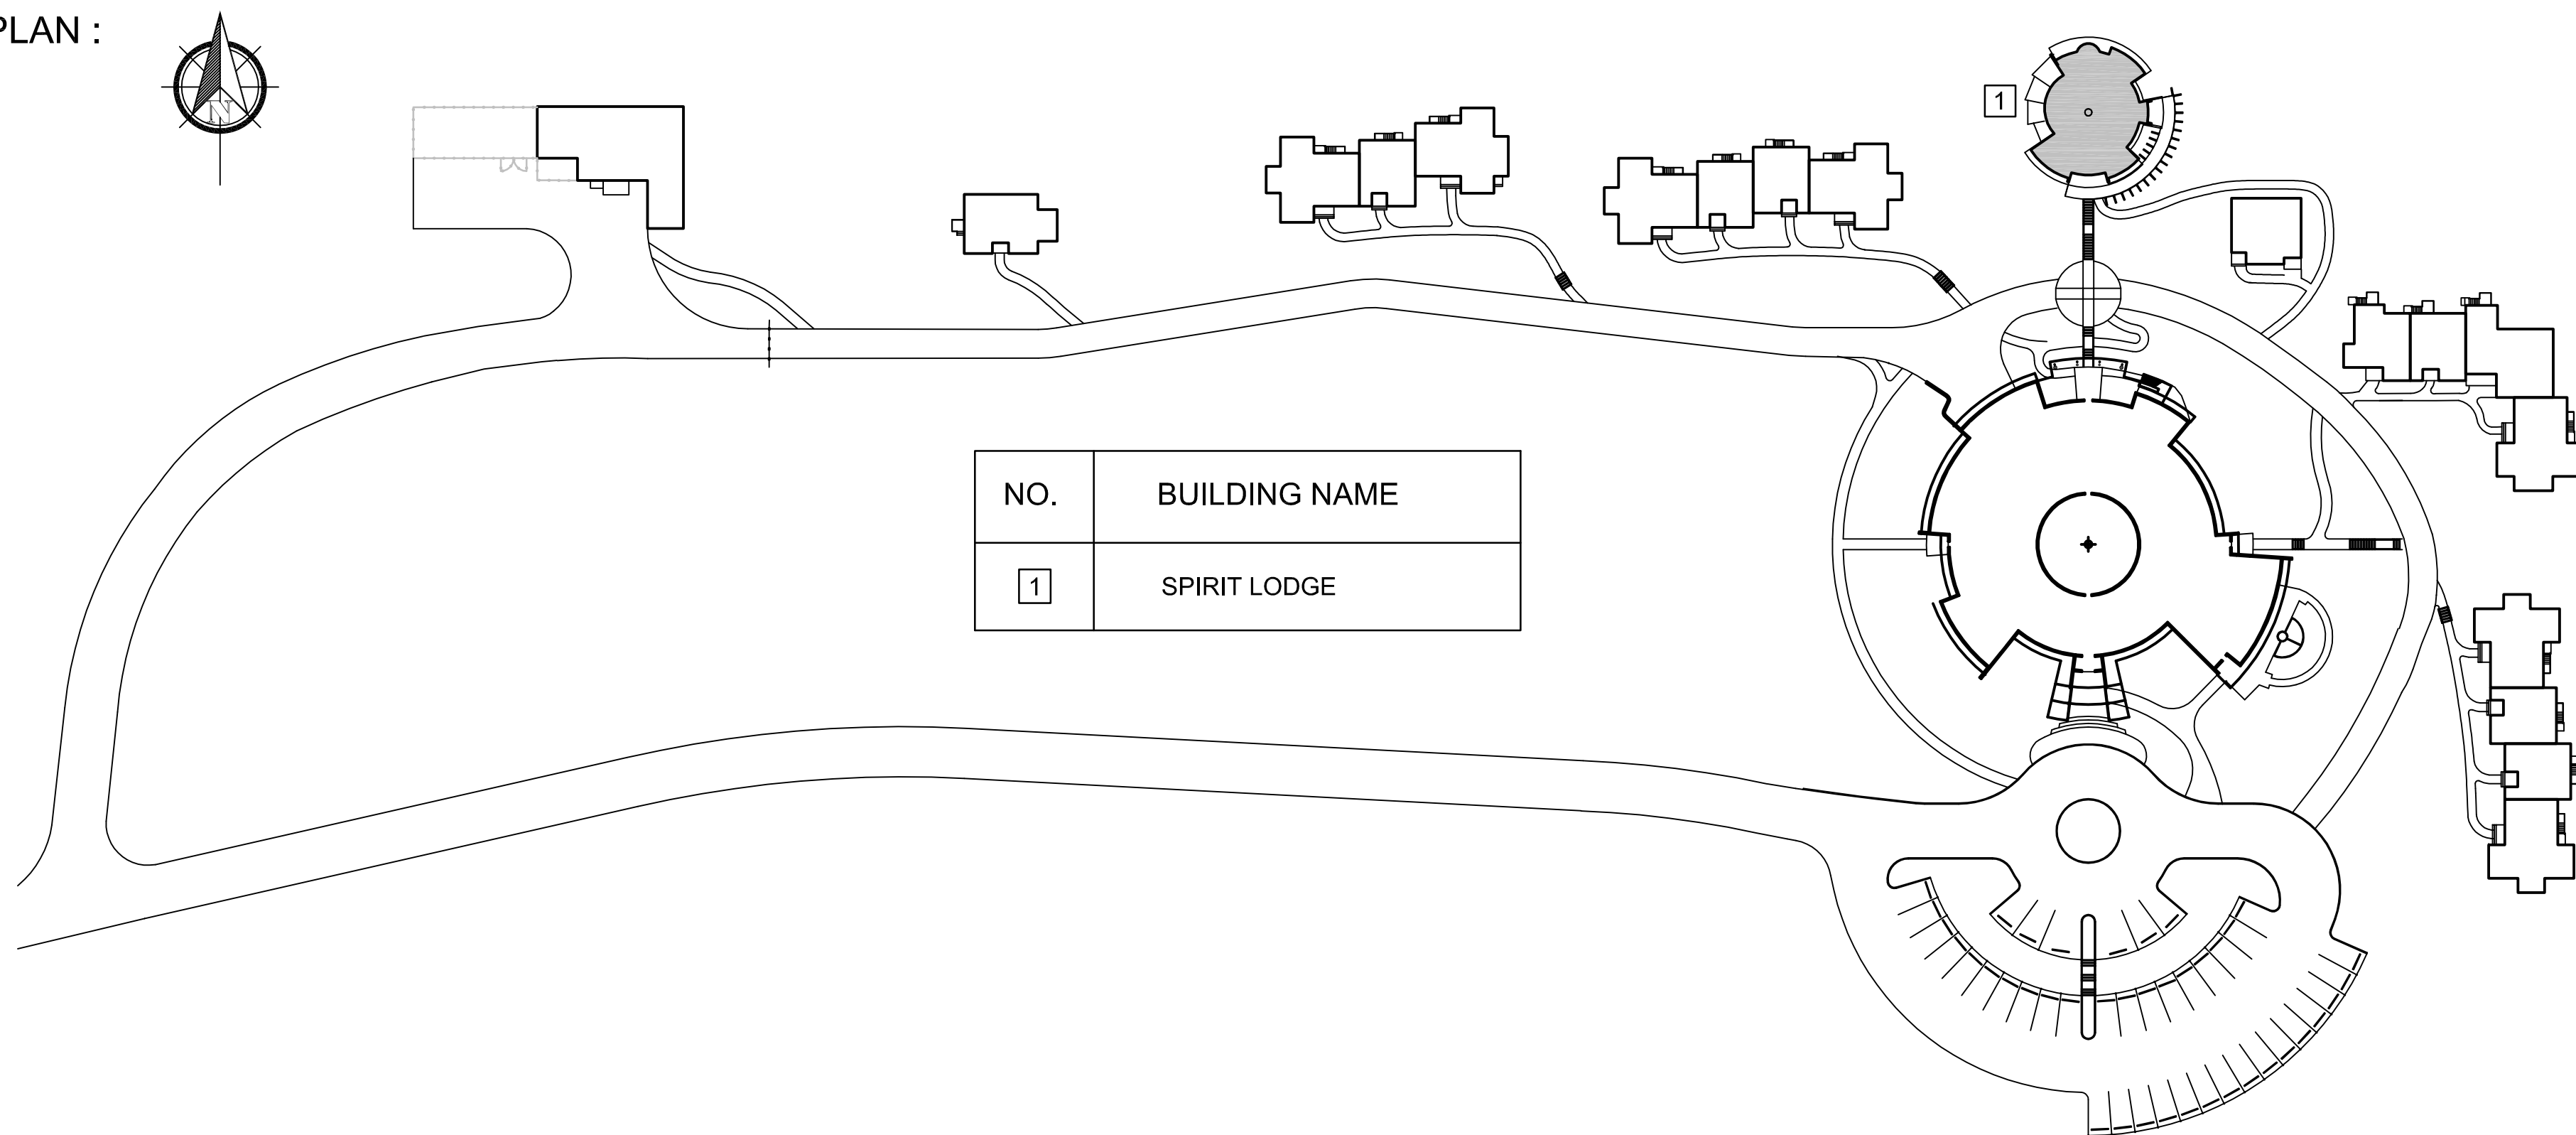 PLAN :
N
1
NO. BUILDING NAME
1 SPIRIT LODGE